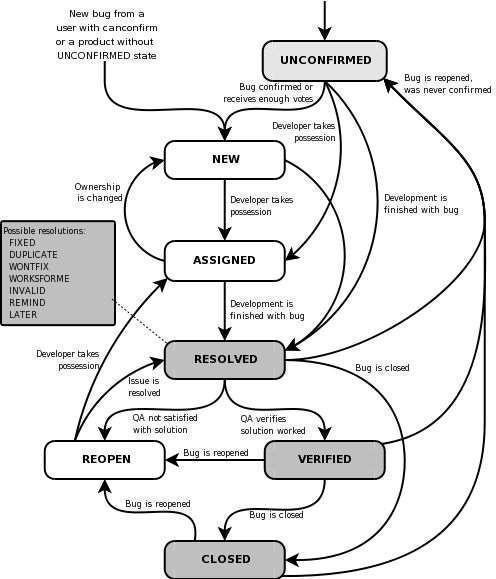 New bug from a
user with canconfirm
or a product without
UNCONFIRMED state
UNCONFIRMED
Bug confirmed or
receives enough votes
Bug is reopened,
was never confirmed
Developer takes
possession
NEW
Ownership
is changed
Developer takes
possession
Development is
finished with bug
Possible resolutions:
FIXED
DUPLICATE
WONTFIX
WORKSFORME
INVALID
REMIND
LATER
ASSIGNED
Development is
finished with bug
RESOLVED
Developer takes
possession
Issue is
resolved
Bug is closed
QA not satisfied
with solution
QA verifies
solution worked
REOPEN
Bug is reopened
VERIFIED
Bug is reopened
Bug is closed
CLOSED